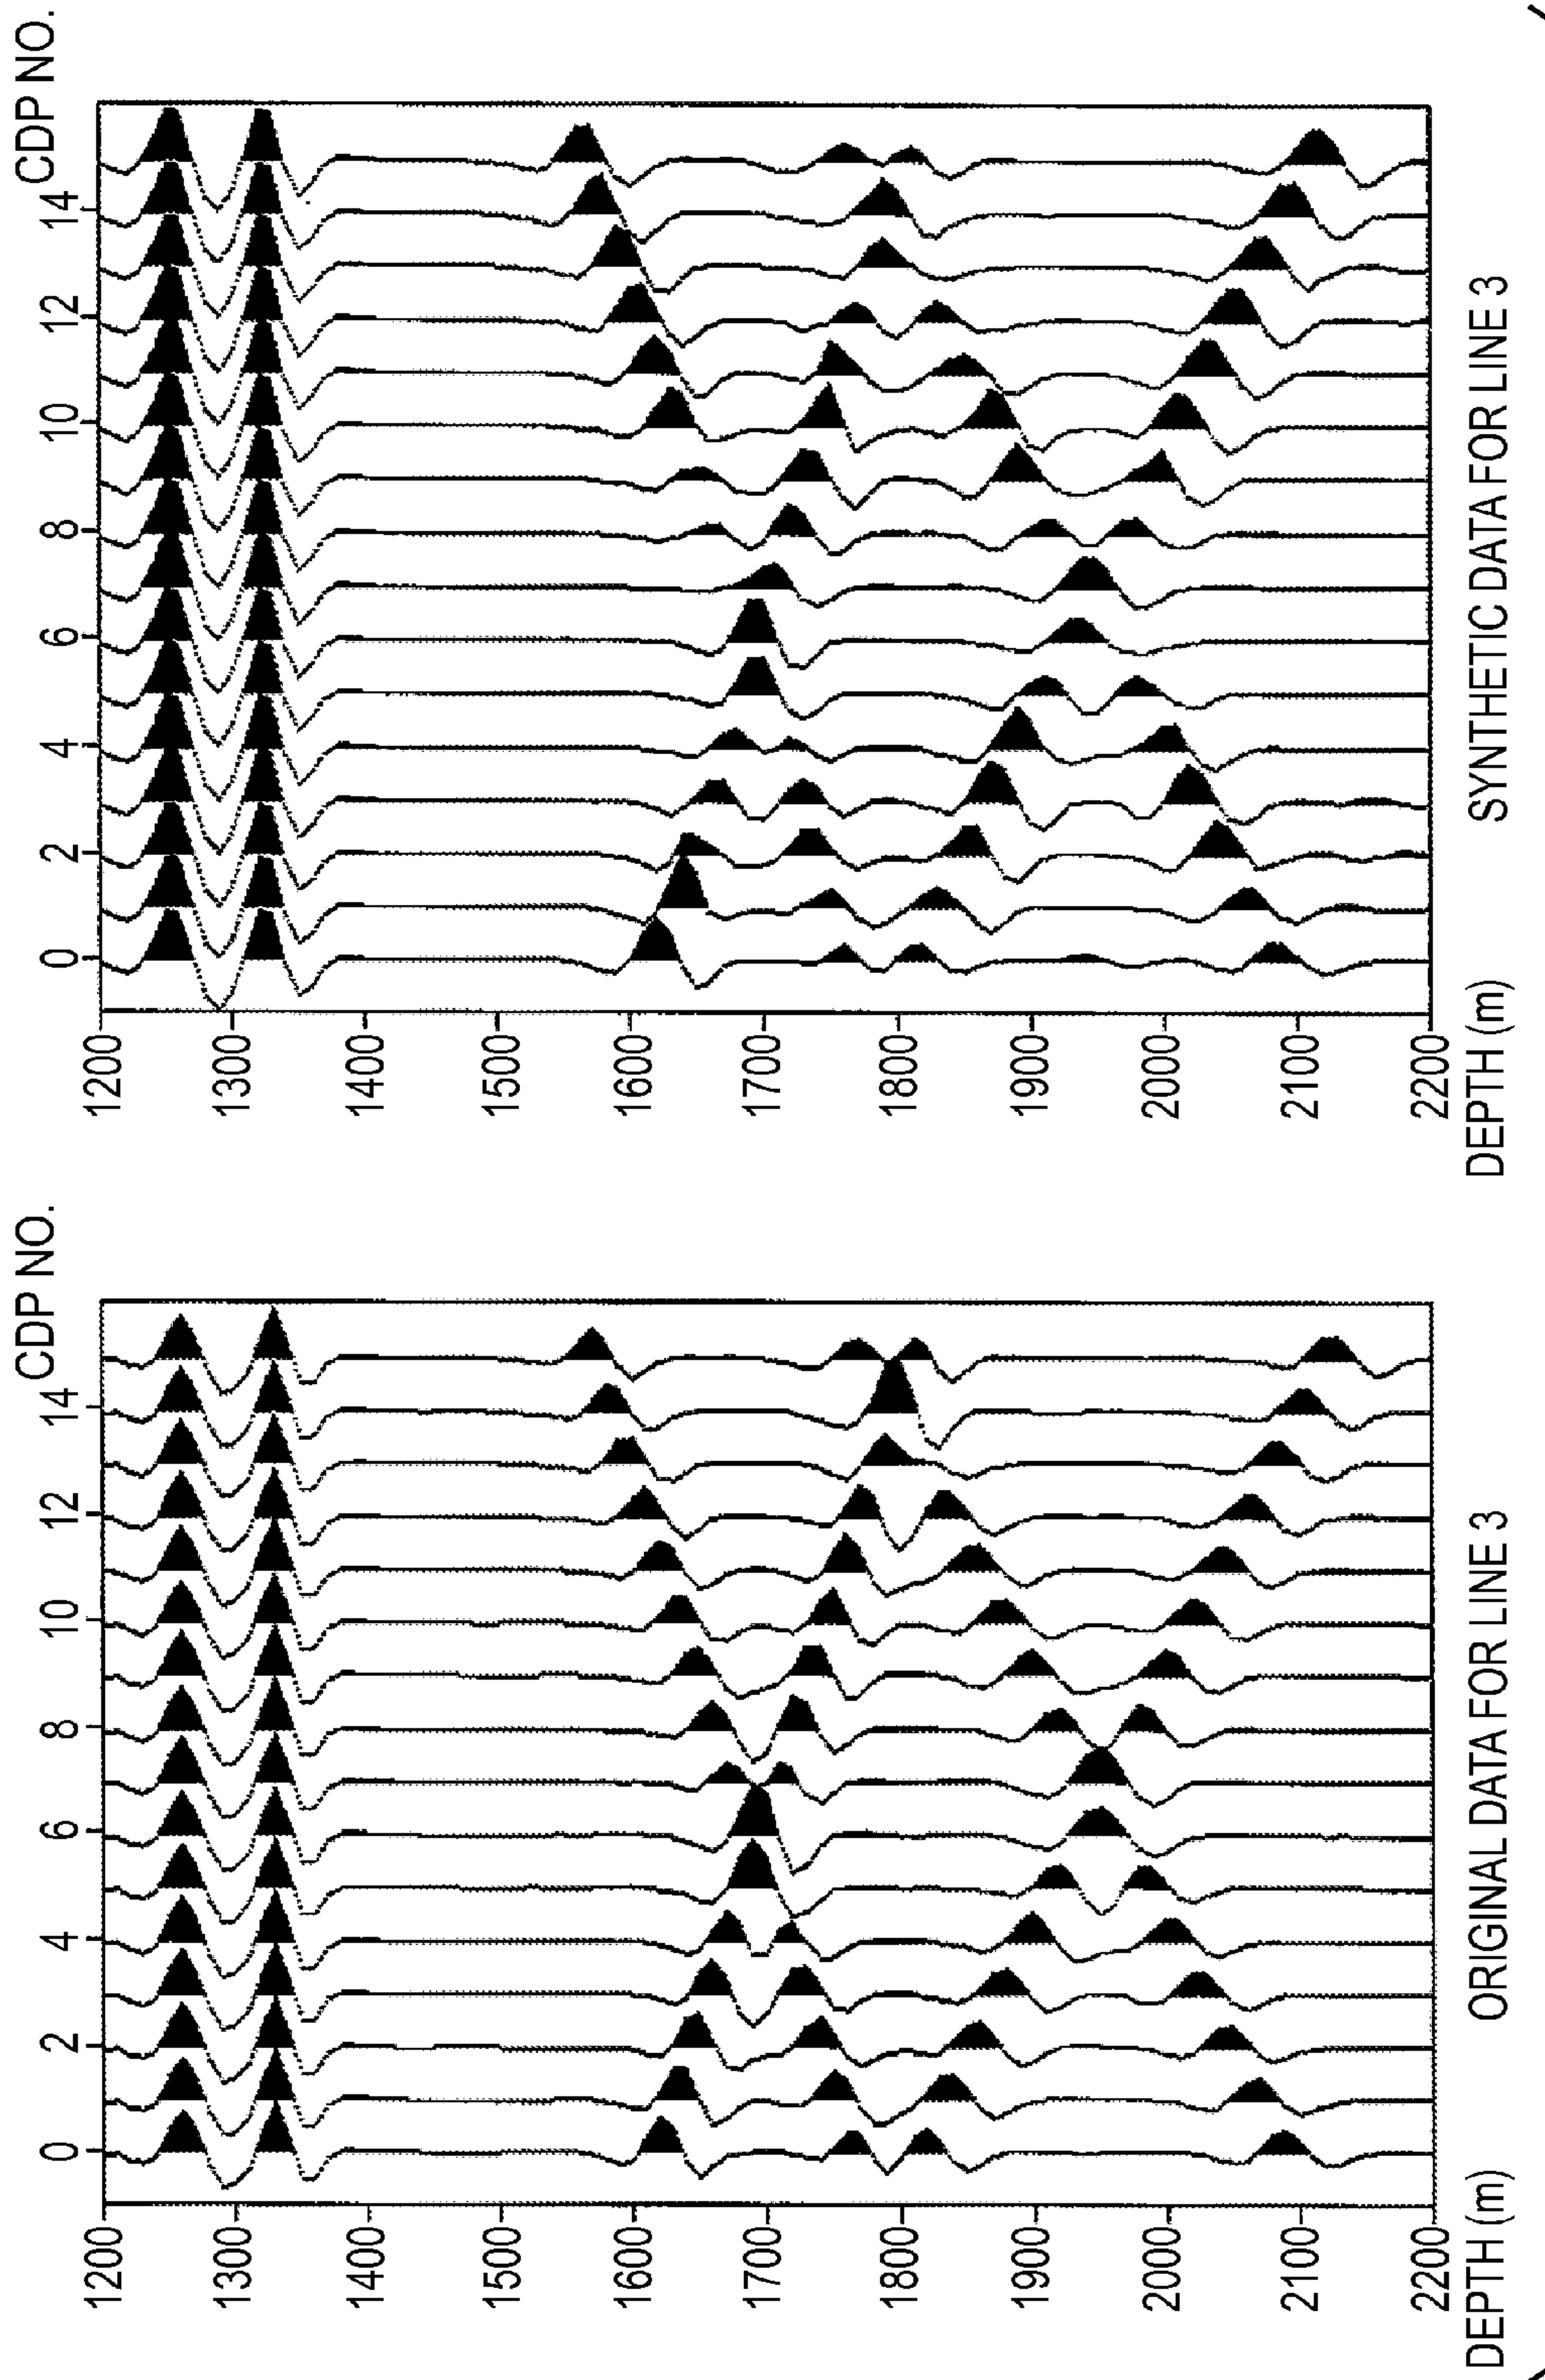 CDP NO.
0 2 4 6 8 10 12 14
1200
1300
1400
1500
1600
1700
1800
1900
2000
2100
2200
DEPTH (m)
ORIGINAL DATA FOR LINE 3
CDP NO.
0 2 4 6 8 10 12 14
1200
1300
1400
1500
1600
1700
1800
1900
2000
2100
2200
DEPTH (m)
SYNTHETIC DATA FOR LINE 3